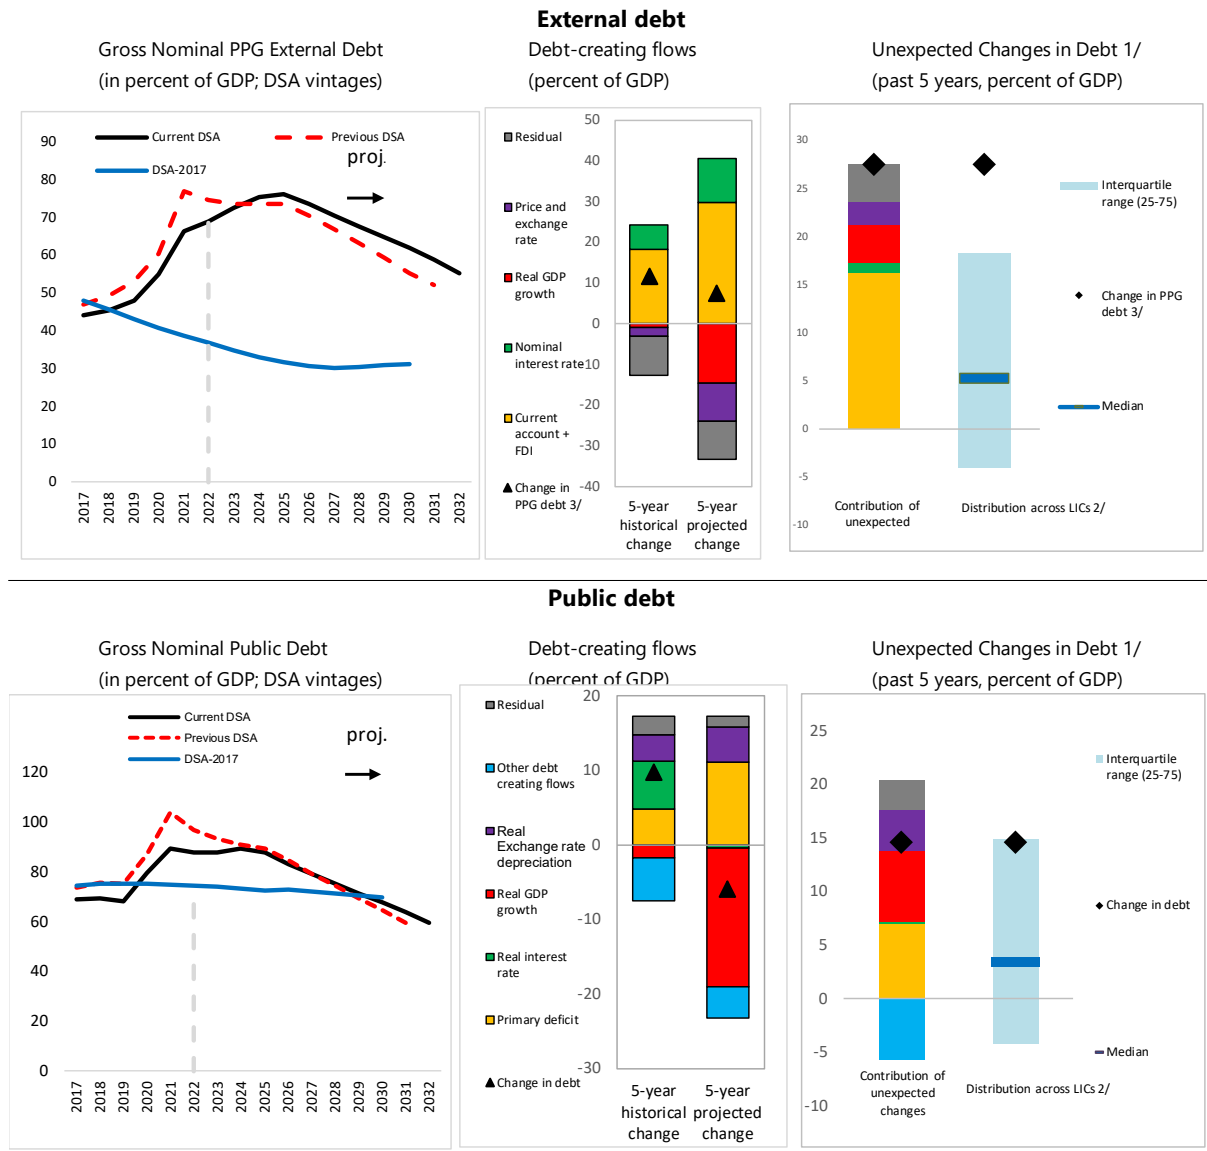 External debt
Gross Nominal PPG External Debt
(in percent of GDP; DSA vintages)
Current DSA
Previous DSA
DSA-2017
proj.
90
80
70
60
50
40
30
20
10
0
2017
2018
2019
2020
2021
2022
2023
2024
2025
2026
2027
2028
2029
2030
2031
2032
Debt-creating flows
(percent of GDP)
Residual
Price and
exchange
rate
Real GDP
growth
Nominal
interest rate
Current
account +
FDI
Change in
PPG debt 3/
50
40
30
20
10
0
-10
-20
-30
-40
5-year
historical
change
5-year
projected
change
Unexpected Changes in Debt 1/
(past 5 years, percent of GDP)
30
25
20
15
10
5
0
-5
-10
Interquartile
range (25-75)
Change in PPG
debt 3/
Median
Contribution of
unexpected
Distribution across LICs 2/
Public debt
Gross Nominal Public Debt
(in percent of GDP; DSA vintages)
Current DSA
Previous DSA
DSA-2017
proj.
120
100
80
60
40
20
0
2017
2018
2019
2020
2021
2022
2023
2024
2025
2026
2027
2028
2029
2030
2031
2032
Debt-creating flows
(percent of GDP)
Residual
Other debt
creating flows
Real
Exchange rate
depreciation
Real GDP
growth
Real interest
rate
Primary deficit
Change in debt
20
10
0
-10
-20
-30
5-year
historical
change
5-year
projected
change
Unexpected Changes in Debt 1/
(past 5 years, percent of GDP)
25
20
15
10
5
0
-5
-10
Interquartile
range (25-75)
Change in debt
Median
Contribution of
unexpected
changes
Distribution across LICs 2/